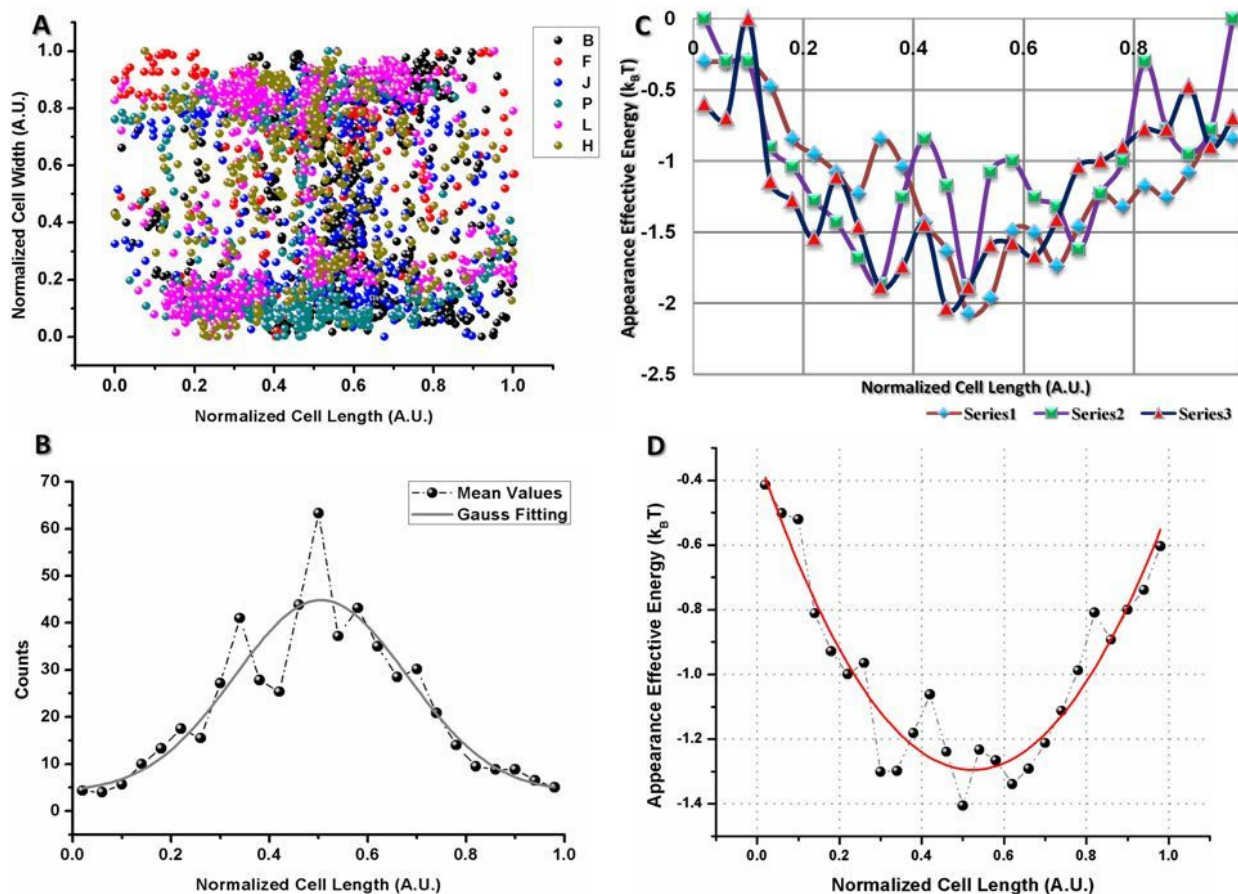 A
Normalized Cell Width (A.U.)
1.0
0.8
0.6
0.4
0.2
0.0
0.0 0.2 0.4 0.6 0.8 1.0
Normalized Cell Length (A.U.)
B
F
J
P
L
H
C
Appearance Effective Energy (kBT)
0
-0.5
-1
-1.5
-2
-2.5
0 0.2 0.4 0.6 0.8
Normalized Cell Length (A.U.)
Series1 Series2 Series3
B
Counts
70
60
50
40
30
20
10
0
0.0 0.2 0.4 0.6 0.8 1.0
Normalized Cell Length (A.U.)
Mean Values
Gauss Fitting
D
Appearance Effective Energy (kBT)
-0.4
-0.6
-0.8
-1.0
-1.2
-1.4
0.0 0.2 0.4 0.6 0.8 1.0
Normalized Cell Length (A.U.)